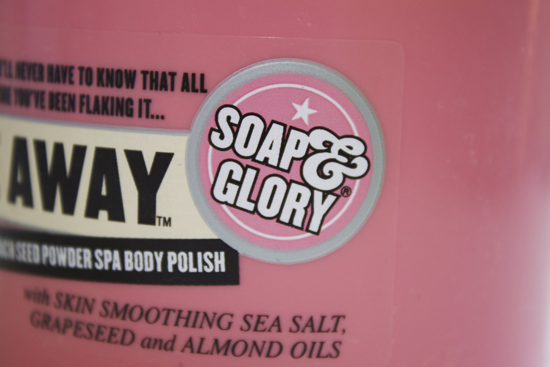 'LL NEVER HAVE TO KNOW THAT ALL
YOU'VE BEEN FLAKING IT...
AWAY™
SEED POWDER SPA BODY POLISH
SOAP &
GLORY®
with SKIN SMOOTHING SEA SALT,
GRAPESEED and ALMOND OILS